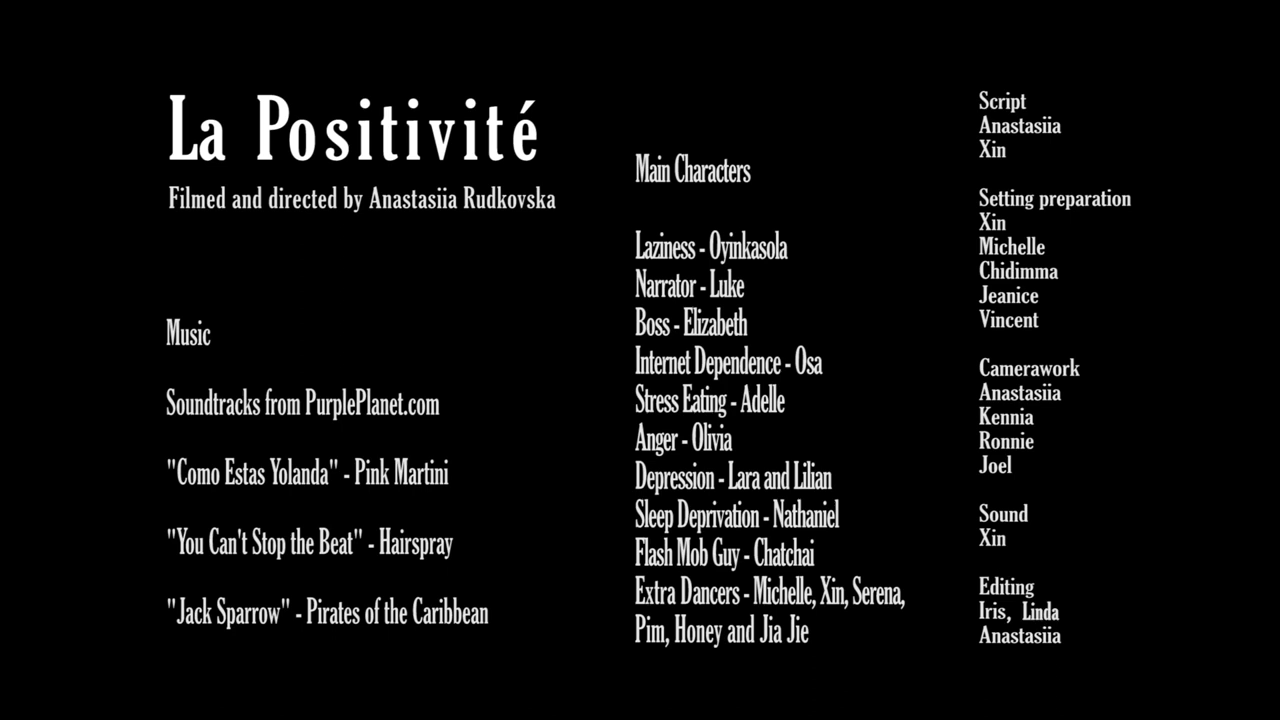 La Positivité
Filmed and directed by Anastasiia Rudkovska
Music
Soundtracks from PurplePlanet.com
"Como Estas Yolanda" - Pink Martini
"You Can't Stop the Beat" - Hairspray
"Jack Sparrow" - Pirates of the Caribbean
Main Characters
Laziness - Oyinkasola
Narrator - Luke
Boss - Elizabeth
Internet Dependence - Osa
Stress Eating - Adelle
Anger - Olivia
Depression - Lara and Lilian
Sleep Deprivation - Nathaniel
Flash Mob Guy - Chatchai
Extra Dancers - Michelle, Xin, Serena,
Pim, Honey and Jia Jie
Script
Anastasiia
Xin
Setting preparation
Xin
Michelle
Chidimma
Jeanice
Vincent
Camerawork
Anastasiia
Kennia
Ronnie
Joel
Sound
Xin
Editing
Iris, Linda
Anastasiia